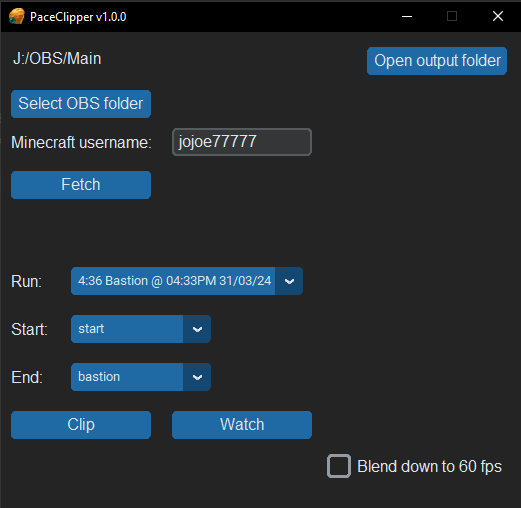 PaceClipper v1.0.0
J:/OBS/Main
Open output folder
Select OBS folder
Minecraft username: jojoe77777
Fetch
Run: 4:36 Bastion @ 04:33PM 31/03/24
Start: start
End: bastion
Clip Watch
Blend down to 60 fps